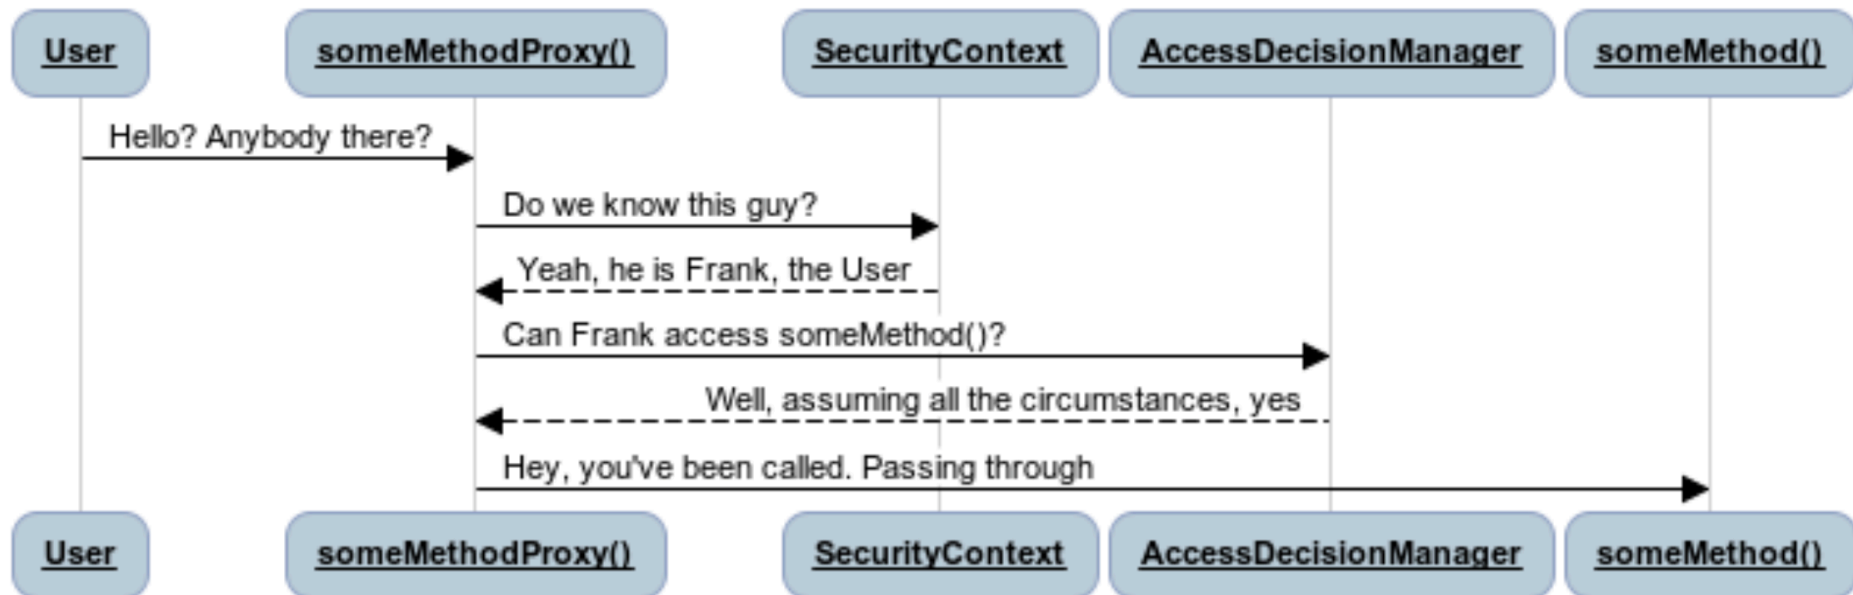 User
someMethodProxy()
SecurityContext
AccessDecisionManager
someMethod()
Hello? Anybody there?
Do we know this guy?
Yeah, he is Frank, the User
Can Frank access someMethod()?
Well, assuming all the circumstances, yes
Hey, you've been called. Passing through
User
someMethodProxy()
SecurityContext
AccessDecisionManager
someMethod()